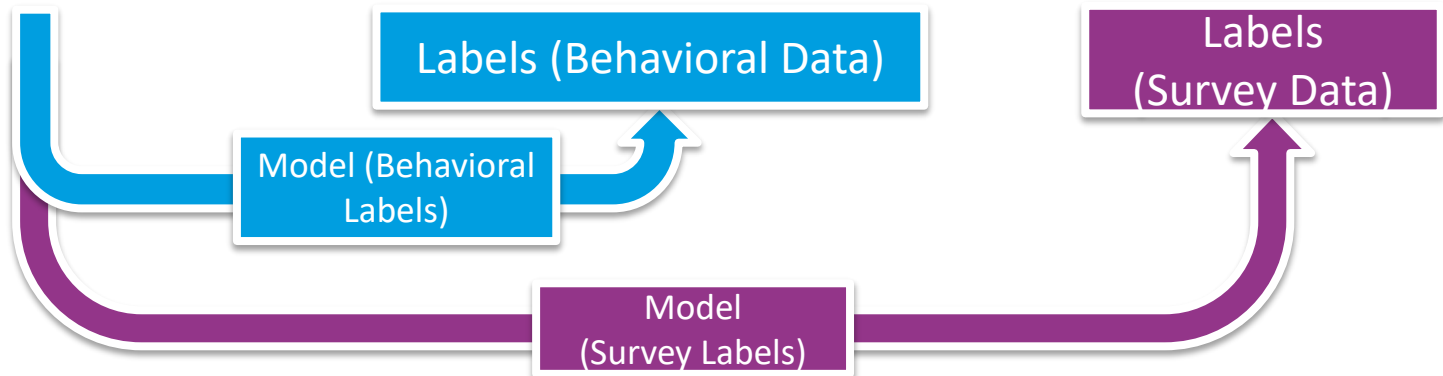 Labels (Behavioral Data)
Labels
(Survey Data)
Model (Behavioral
Labels)
Model
(Survey Labels)